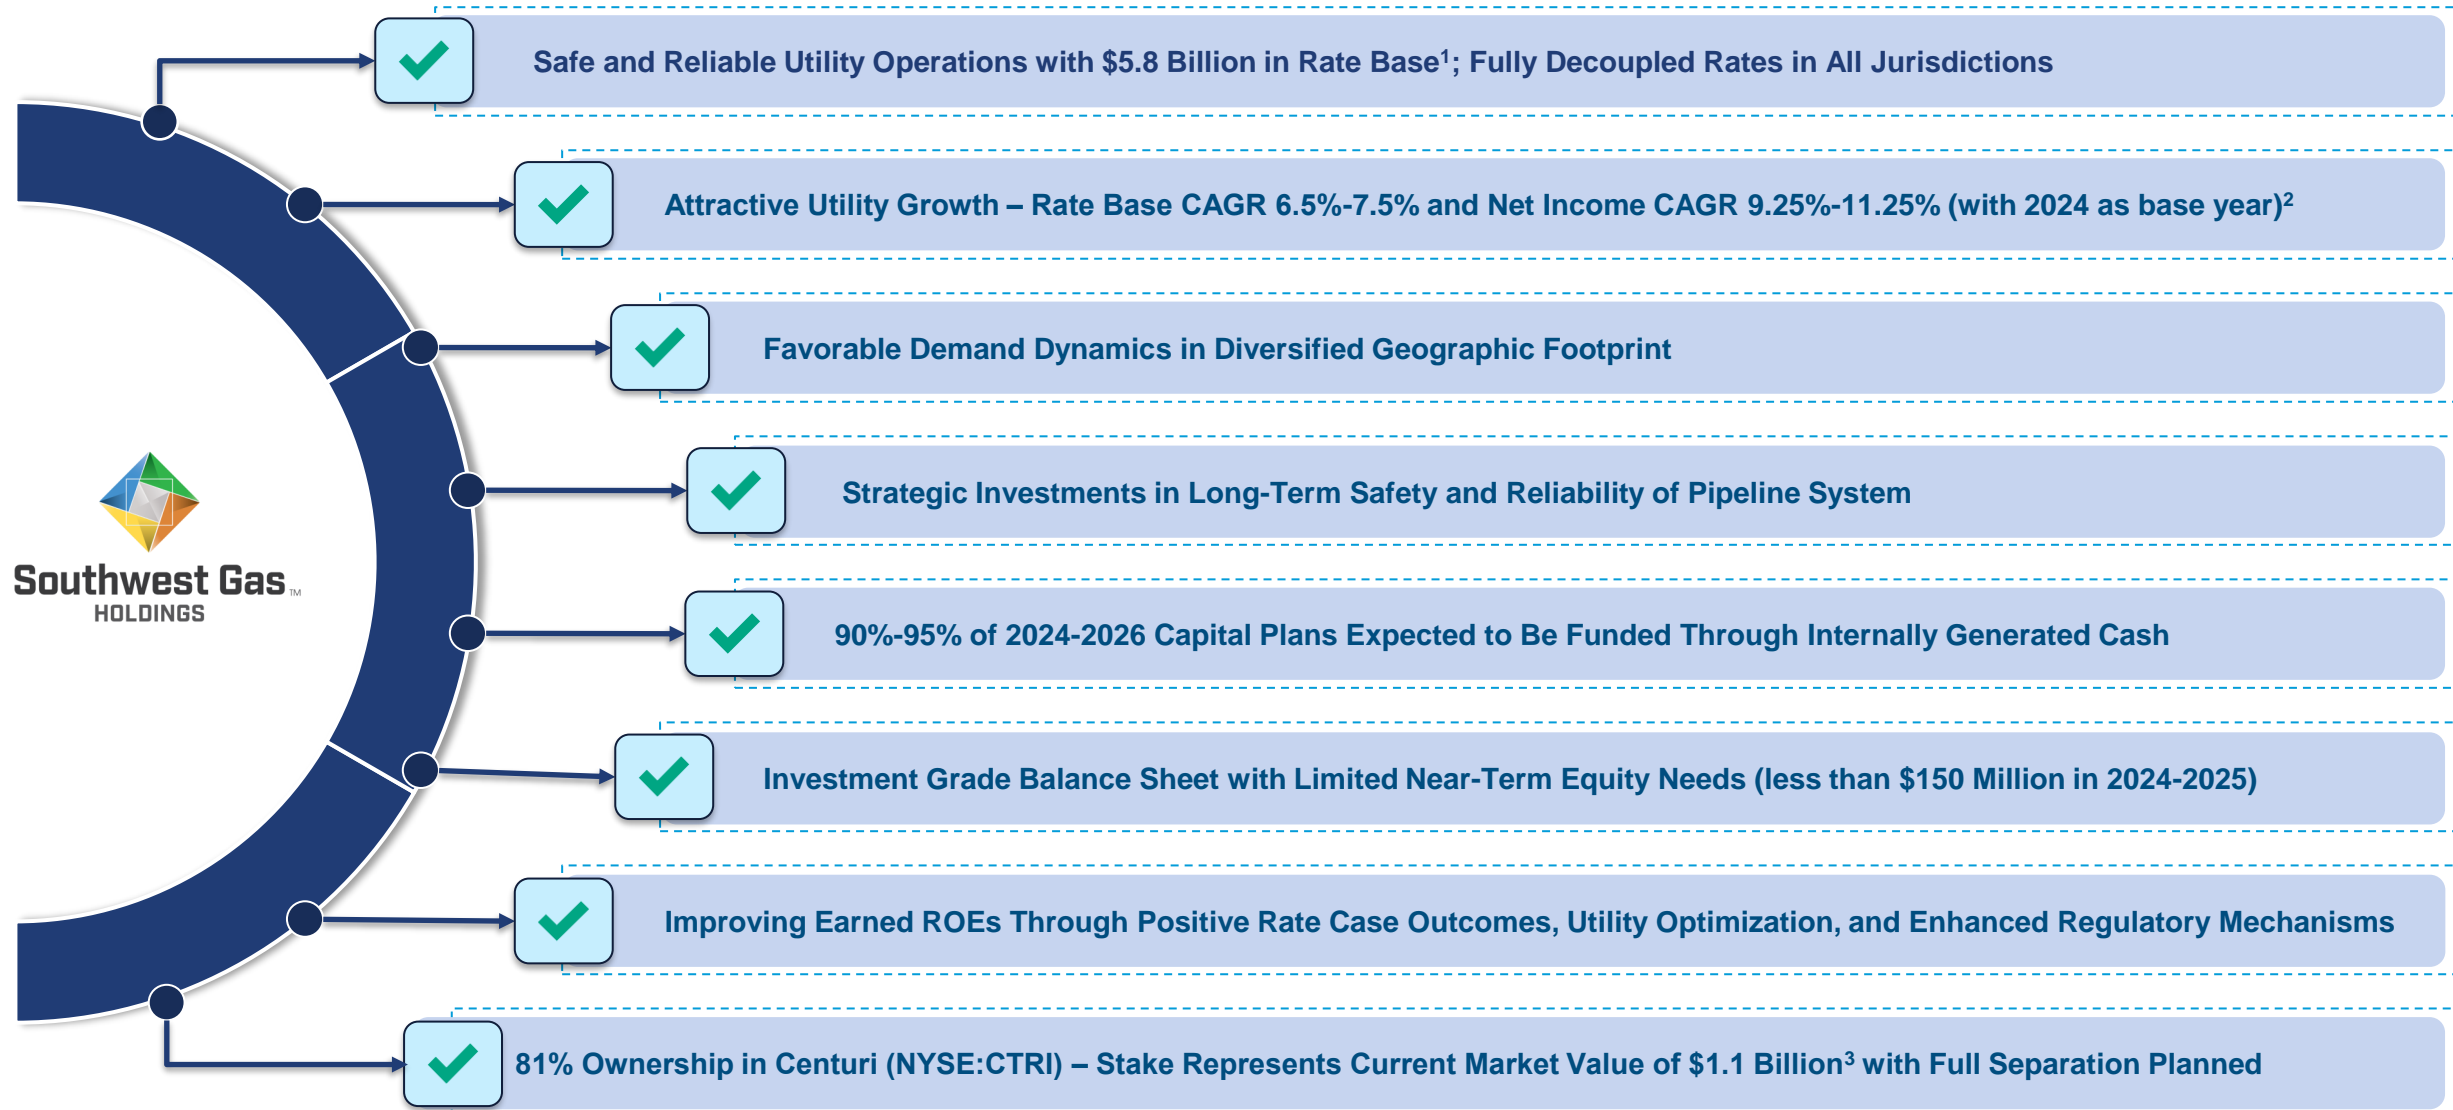 Safe and Reliable Utility Operations with $5.8 Billion in Rate Base¹; Fully Decoupled Rates in All Jurisdictions
Attractive Utility Growth – Rate Base CAGR 6.5%-7.5% and Net Income CAGR 9.25%-11.25% (with 2024 as base year)²
Favorable Demand Dynamics in Diversified Geographic Footprint
Strategic Investments in Long-Term Safety and Reliability of Pipeline System
Southwest Gas™
HOLDINGS
90%-95% of 2024-2026 Capital Plans Expected to Be Funded Through Internally Generated Cash
Investment Grade Balance Sheet with Limited Near-Term Equity Needs (less than $150 Million in 2024-2025)
Improving Earned ROEs Through Positive Rate Case Outcomes, Utility Optimization, and Enhanced Regulatory Mechanisms
81% Ownership in Centuri (NYSE:CTRI) – Stake Represents Current Market Value of $1.1 Billion³ with Full Separation Planned